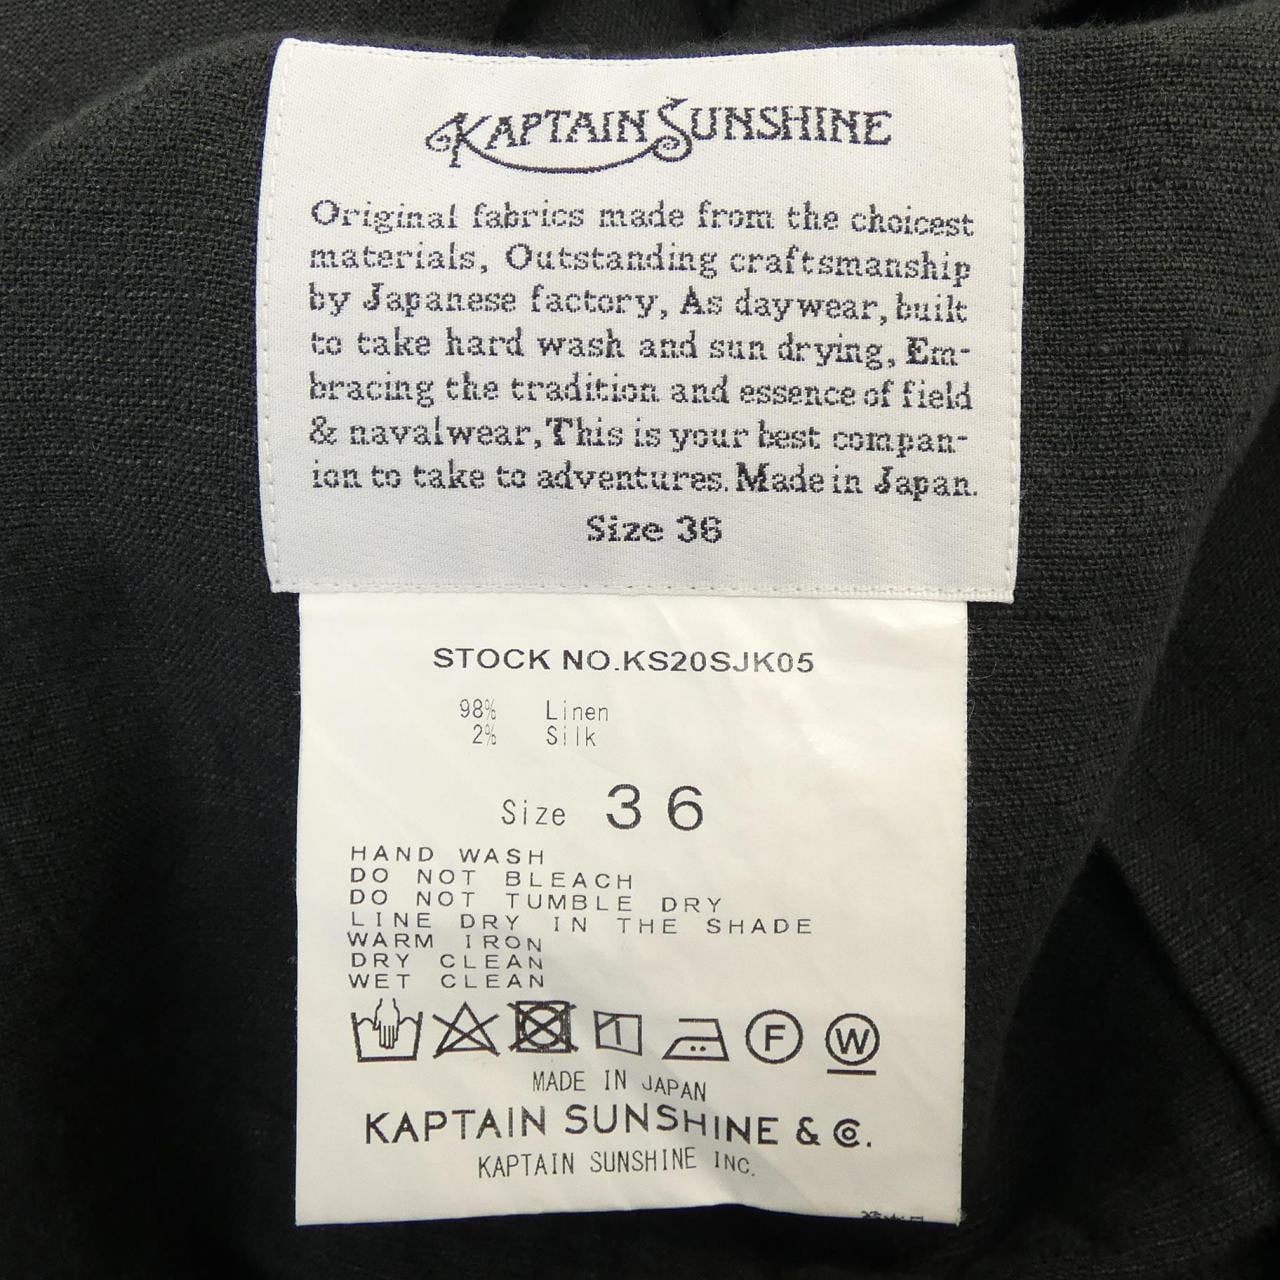 KAPTAIN SUNSHINE
Original fabrics made from the choicest
materials, Outstanding craftsmanship
by Japanese factory, As daywear, built
to take hard wash and sun drying, Em-
bracing the tradition and essence of field
& navalwear, This is your best compan-
ion to take to adventures. Made in Japan.
Size 36
STOCK NO.KS20SJK05
98% Linen
2% Silk
Size 36
HAND WASH
DO NOT BLEACH
DO NOT TUMBLE DRY
LINE DRY IN THE SHADE
WARM IRON
DRY CLEAN
WET CLEAN
F W
MADE IN JAPAN
KAPTAIN SUNSHINE & Co.
KAPTAIN SUNSHINE INC.